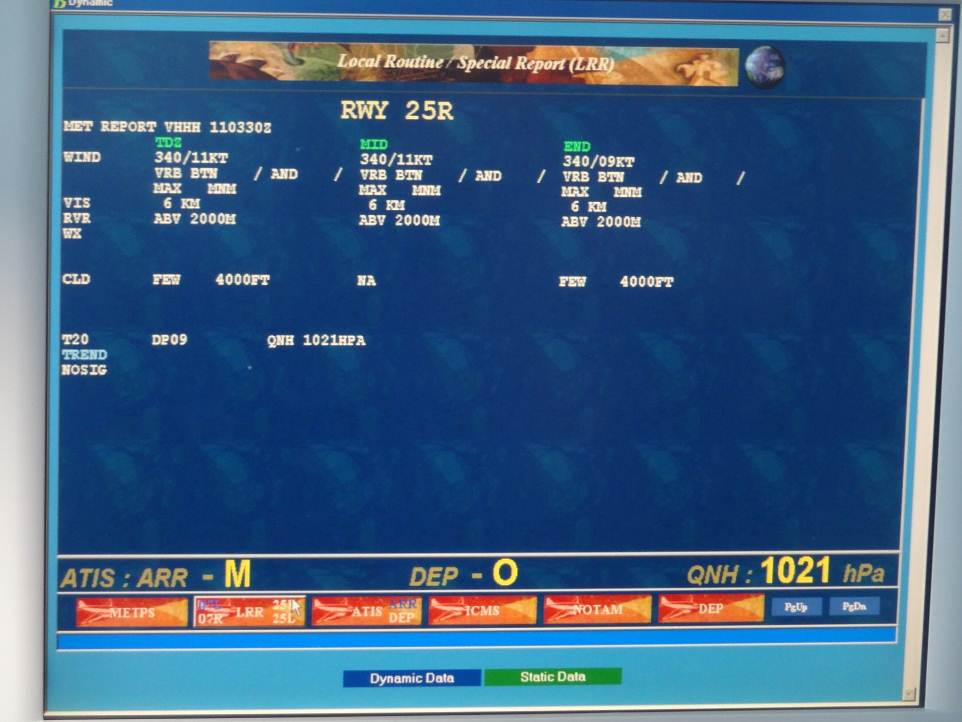 Dynamic
Local Routine / Special Report (LRR)
RWY 25R
MET REPORT VHHH 110330Z
TDZ MID END
WIND 340/11KT 340/11KT 340/09KT
VRB BTN / AND / VRB BTN / AND / VRB BTN / AND /
MAX MNM MAX MNM MAX MNM
VIS 6 KM 6 KM 6 KM
RVR ABV 2000M ABV 2000M ABV 2000M
WX
CLD FEW 4000FT NA FEW 4000FT
T20 DP09 QNH 1021HPA
TREND
NOSIG
ATIS : ARR - M DEP - O QNH : 1021 hPa
METPS LRR 07R 25L ATIS ARR DEP ICMS NOTAM DEP PgUp PgDn
Dynamic Data Static Data